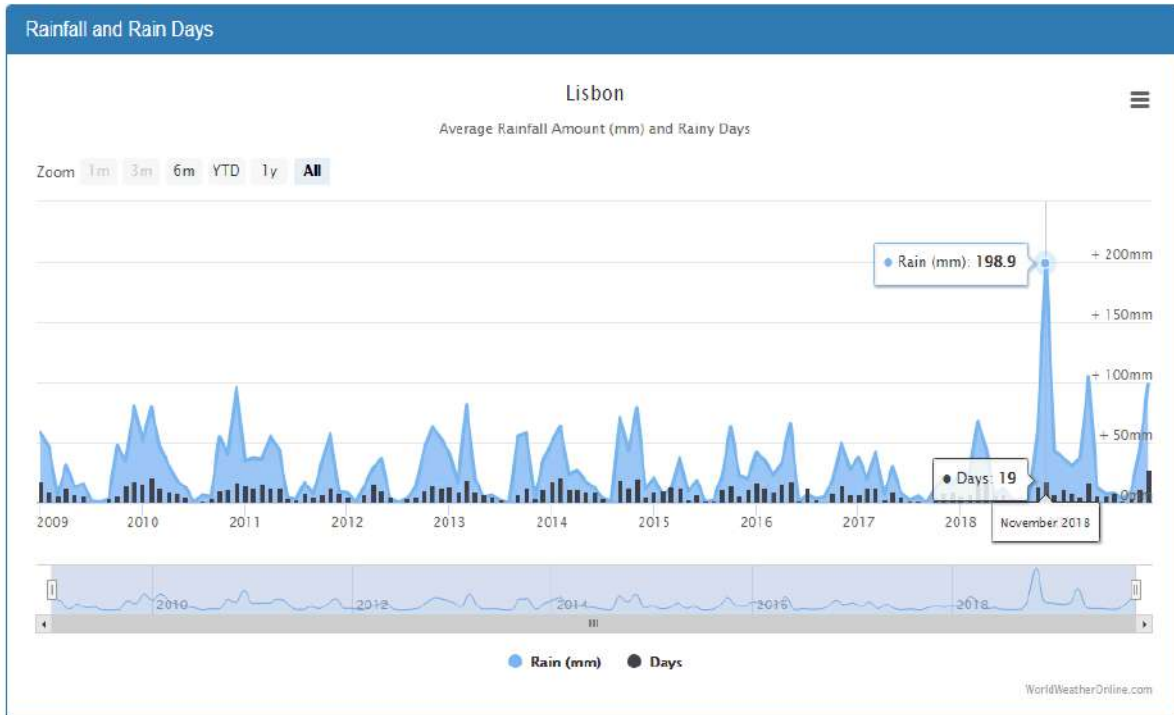 Rainfall and Rain Days
Lisbon
Average Rainfall Amount (mm) and Rainy Days
Zoom 1m 3m 6m YTD 1y All
Rain (mm): 198.9
+ 200mm
+ 150mm
+ 100mm
+ 50mm
Days: 19
0mm
2009 2010 2011 2012 2013 2014 2015 2016 2017 2018
November 2018
2010 2012 2014 2016 2018
Rain (mm) Days
WorldWeatherOnline.com